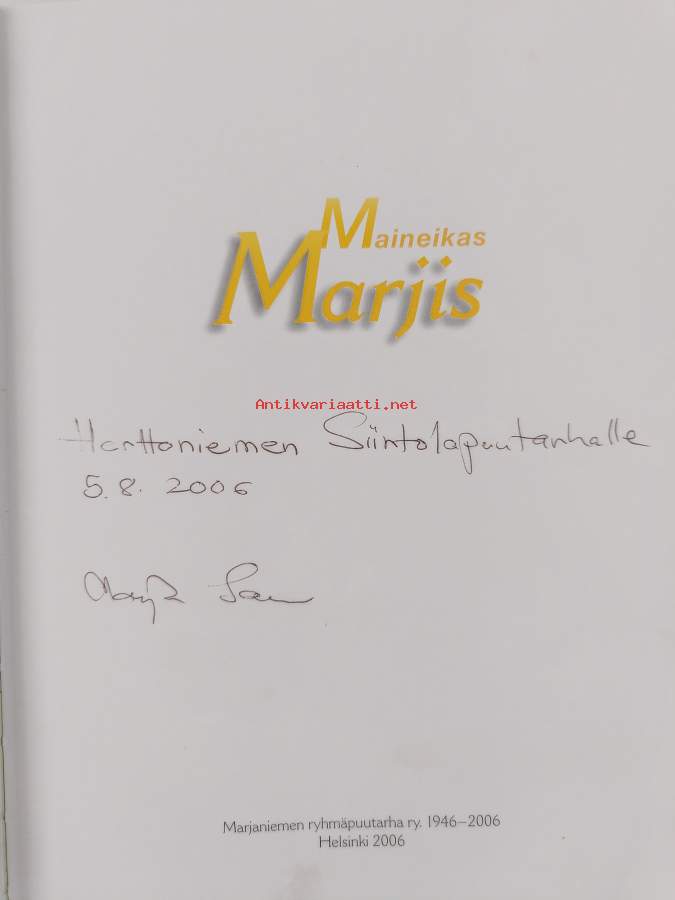 Maineikas
Marjis
Antikvariaatti.net
Herttoniemen Siirtolapuutarhalle
5.8. 2006
Marjaniemen ryhmäpuutarha ry. 1946–2006
Helsinki 2006